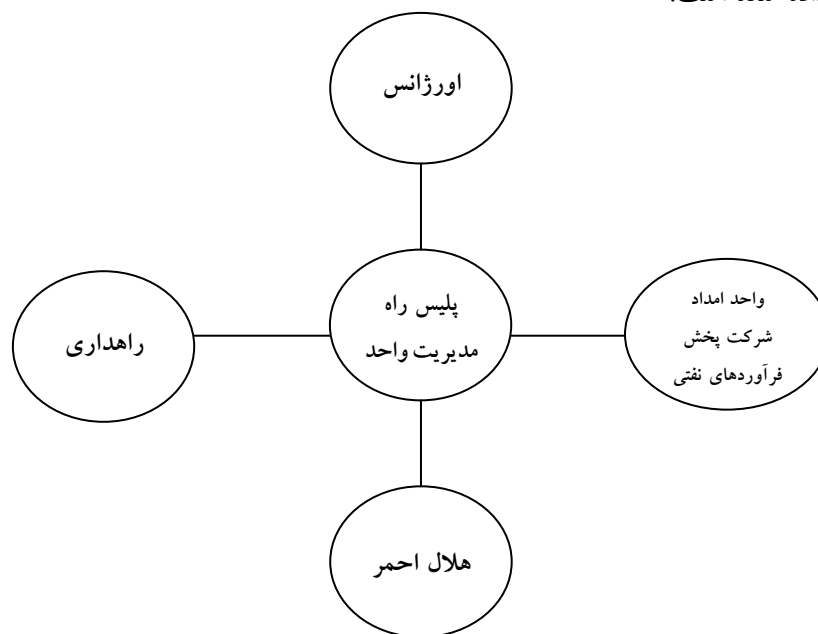 اورژانس
پلیس راه
مدیریت واحد
واحد امداد
شرکت پخش
فرآوردهای نفتی
راهداری
هلال احمر